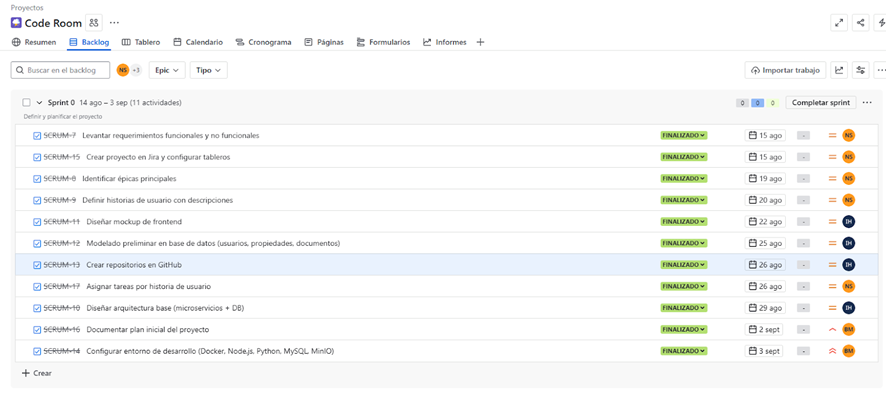 Proyectos
Code Room
Resumen Backlog Tablero Calendario Cronograma Páginas Formularios Informes
Buscar en el backlog NS +3 Epic Tipo Importar trabajo
Sprint 0 14 ago – 3 sep (11 actividades) 0 0 0 Completar sprint
Definir y planificar el proyecto
SCRUM-7 Levantar requerimientos funcionales y no funcionales FINALIZADO 15 ago - NS
SCRUM-15 Crear proyecto en Jira y configurar tableros FINALIZADO 15 ago - NS
SCRUM-8 Identificar épicas principales FINALIZADO 19 ago - NS
SCRUM-9 Definir historias de usuario con descripciones FINALIZADO 20 ago - NS
SCRUM-11 Diseñar mockup de frontend FINALIZADO 22 ago - IH
SCRUM-12 Modelado preliminar en base de datos (usuarios, propiedades, documentos) FINALIZADO 25 ago - IH
SCRUM-13 Crear repositorios en GitHub FINALIZADO 26 ago - IH
SCRUM-17 Asignar tareas por historia de usuario FINALIZADO 26 ago - NS
SCRUM-10 Diseñar arquitectura base (microservicios + DB) FINALIZADO 29 ago - IH
SCRUM-16 Documentar plan inicial del proyecto FINALIZADO 2 sept - BM
SCRUM-14 Configurar entorno de desarrollo (Docker, Node.js, Python, MySQL, MinIO) FINALIZADO 3 sept - BM
+ Crear